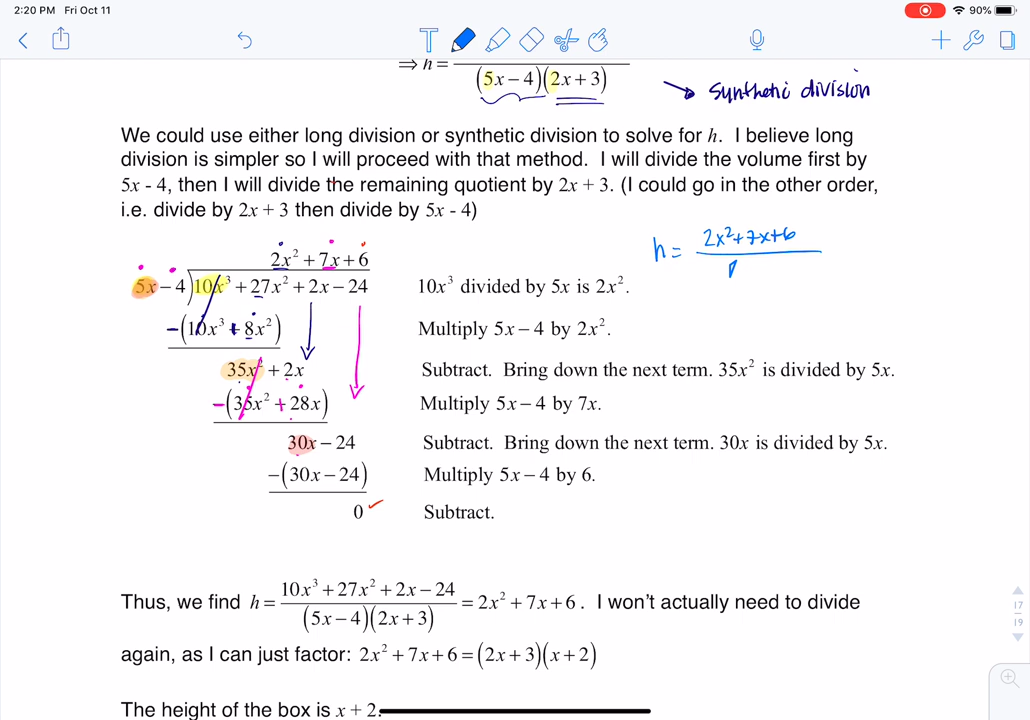 2:20 PM Fri Oct 11
90%
T
⇒ h =
(5x − 4)(2x + 3)
Synthetic division
We could use either long division or synthetic division to solve for h. I believe long
division is simpler so I will proceed with that method. I will divide the volume first by
5x - 4, then I will divide the remaining quotient by 2x + 3. (I could go in the other order,
i.e. divide by 2x + 3 then divide by 5x - 4)
h = 2x² + 7x + 6
2x² + 7x + 6
5x − 4 ) 10x³ + 27x² + 2x − 24 10x³ divided by 5x is 2x².
−(10x³ + 8x²) Multiply 5x − 4 by 2x².
35x² + 2x Subtract. Bring down the next term. 35x² is divided by 5x.
−(35x² + 28x) Multiply 5x − 4 by 7x.
30x − 24 Subtract. Bring down the next term. 30x is divided by 5x.
−(30x − 24) Multiply 5x − 4 by 6.
0 Subtract.
17
19
Thus, we find h = 10x³ + 27x² + 2x − 24 / (5x − 4)(2x + 3) = 2x² + 7x + 6. I won't actually need to divide
again, as I can just factor: 2x² + 7x + 6 = (2x + 3)(x + 2)
The height of the box is x + 2.